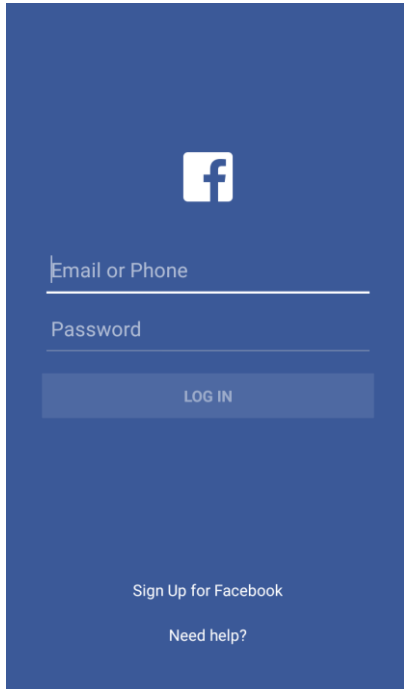 f
Email or Phone
Password
LOG IN
Sign Up for Facebook
Need help?